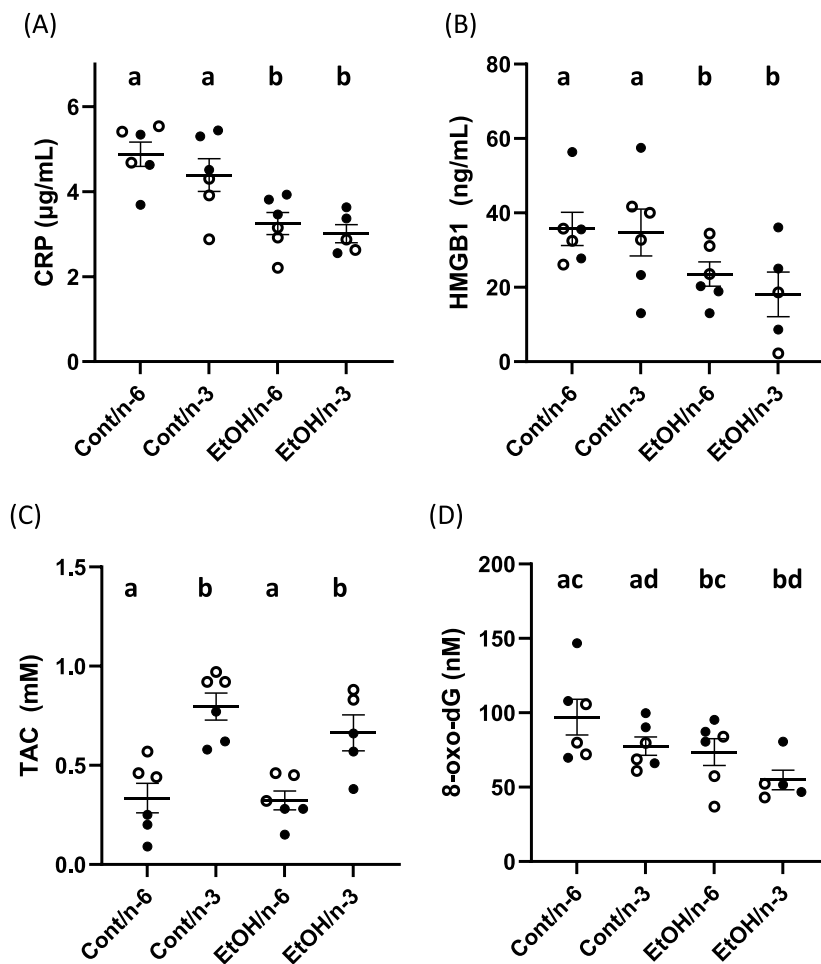 (A)
CRP (µg/mL)
6
4
2
0
a a b b
Cont/n-6 Cont/n-3 EtOH/n-6 EtOH/n-3
(B)
HMGB1 (ng/mL)
80
60
40
20
0
a a b b
Cont/n-6 Cont/n-3 EtOH/n-6 EtOH/n-3
(C)
TAC (mM)
1.5
1.0
0.5
0.0
a b a b
Cont/n-6 Cont/n-3 EtOH/n-6 EtOH/n-3
(D)
8-oxo-dG (nM)
200
150
100
50
0
ac ad bc bd
Cont/n-6 Cont/n-3 EtOH/n-6 EtOH/n-3